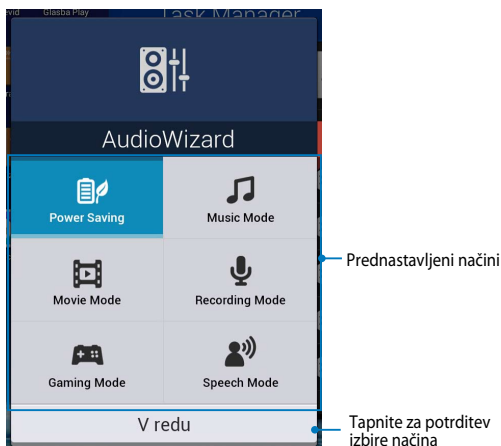 Glasba Play
Task Manager
AudioWizard
Power Saving
Music Mode
Movie Mode
Recording Mode
Gaming Mode
Speech Mode
Prednastavljeni načini
V redu
Tapnite za potrditev
izbire načina